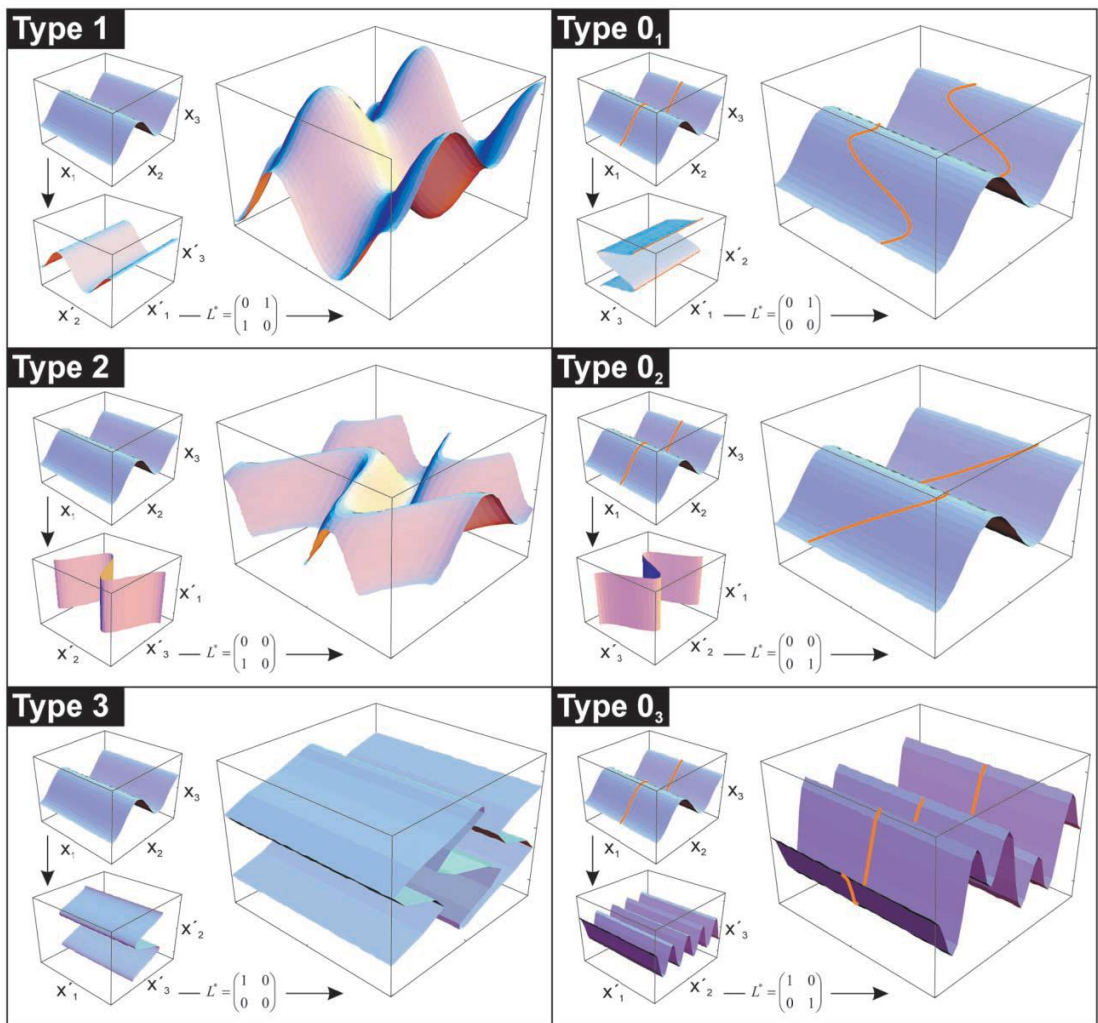 Type 1
X₃
X₁
X₂
X´₃
X´₂
X´₁
L* = (0 1
1 0)
Type 0₁
X₃
X₁
X₂
X´₂
X´₃
X´₁
L* = (0 1
0 0)
Type 2
X₃
X₁
X₂
X´₁
X´₂
X´₃
L* = (0 0
1 0)
Type 0₂
X₃
X₁
X₂
X´₁
X´₃
X´₂
L* = (0 0
0 1)
Type 3
X₃
X₁
X₂
X´₂
X´₁
X´₃
L* = (1 0
0 0)
Type 0₃
X₃
X₁
X₂
X´₃
X´₁
X´₂
L* = (1 0
0 1)